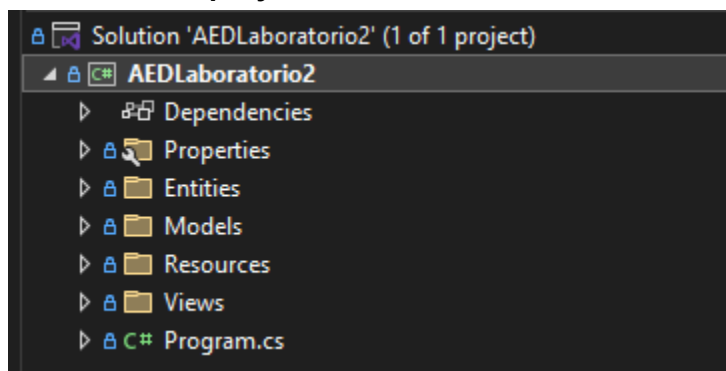 Solution 'AEDLaboratorio2' (1 of 1 project)
C# AEDLaboratorio2
Dependencies
Properties
Entities
Models
Resources
Views
C# Program.cs